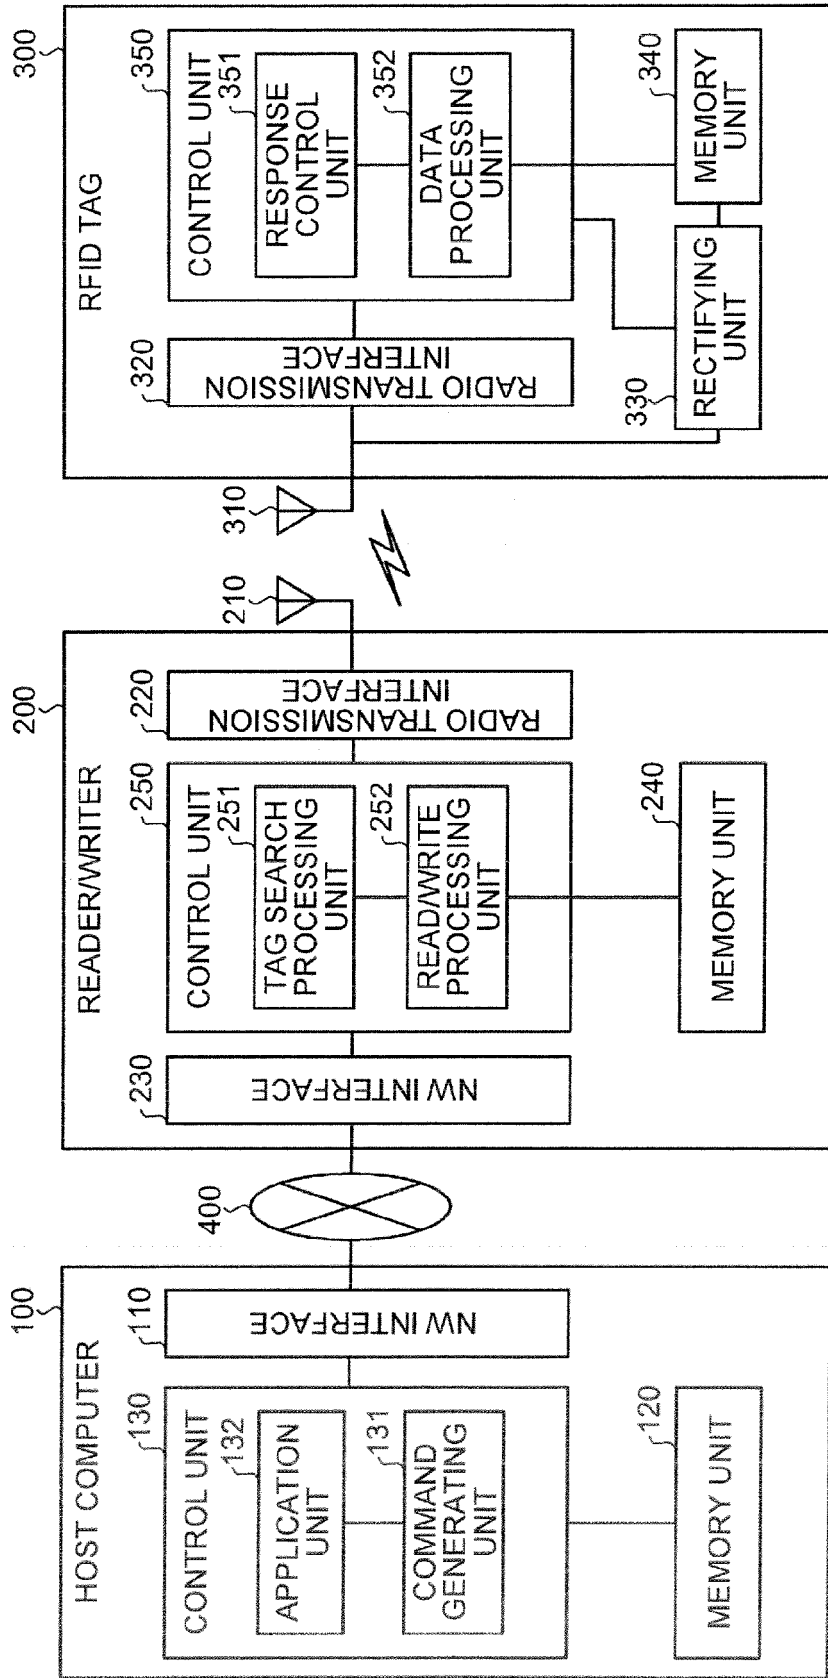 100
HOST COMPUTER
130
CONTROL UNIT
132
APPLICATION
UNIT
131
COMMAND
GENERATING
UNIT
110
NW INTERFACE
120
MEMORY UNIT
400
200
READER/WRITER
230
NW INTERFACE
250
CONTROL UNIT
251
TAG SEARCH
PROCESSING
UNIT
252
READ/WRITE
PROCESSING
UNIT
220
RADIO TRANSMISSION
INTERFACE
240
MEMORY UNIT
210
310
300
RFID TAG
320
RADIO TRANSMISSION
INTERFACE
350
CONTROL UNIT
351
RESPONSE
CONTROL
UNIT
352
DATA
PROCESSING
UNIT
330
RECTIFYING
UNIT
340
MEMORY
UNIT